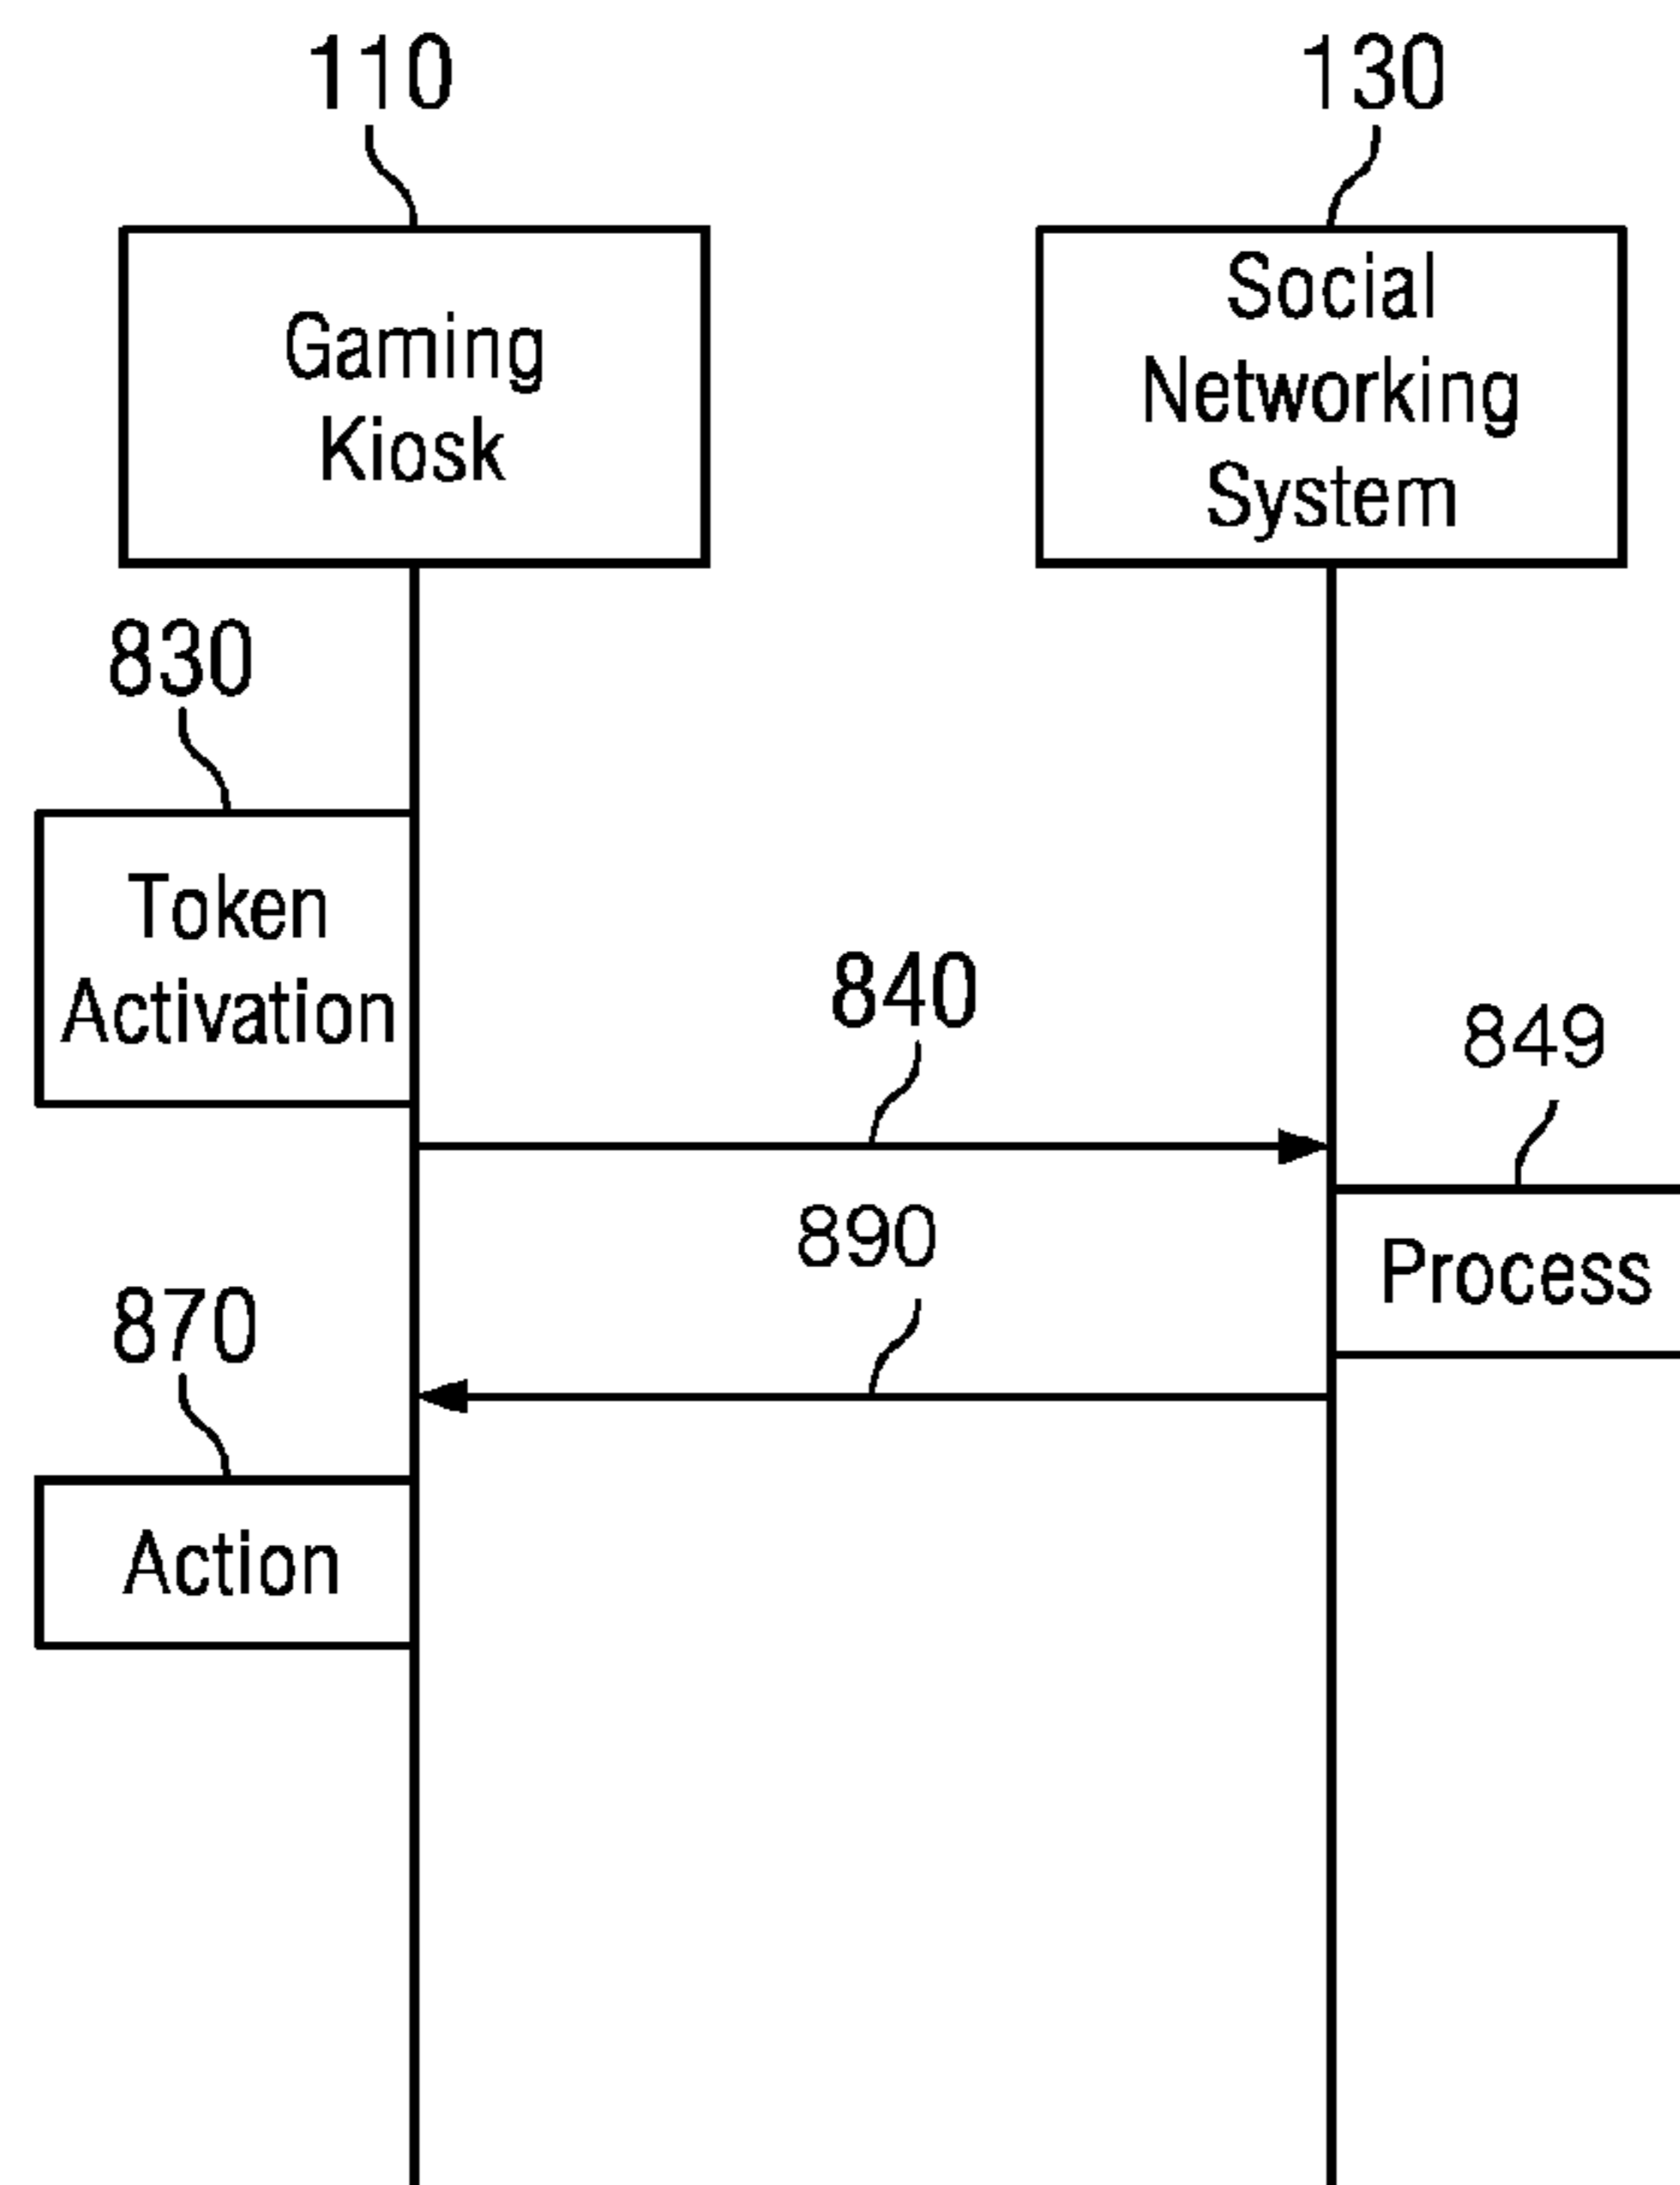 110
130
Gaming
Kiosk
Social
Networking
System
830
Token
Activation
840
849
890
Process
870
Action